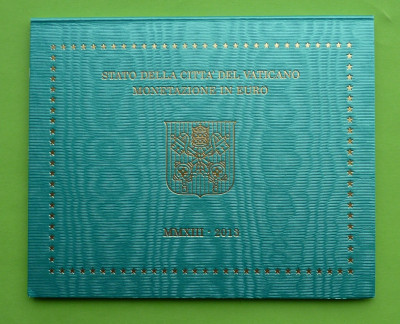 STATO DELLA CITTÀ DEL VATICANO
MONETAZIONE IN EURO
MMXIII - 2013